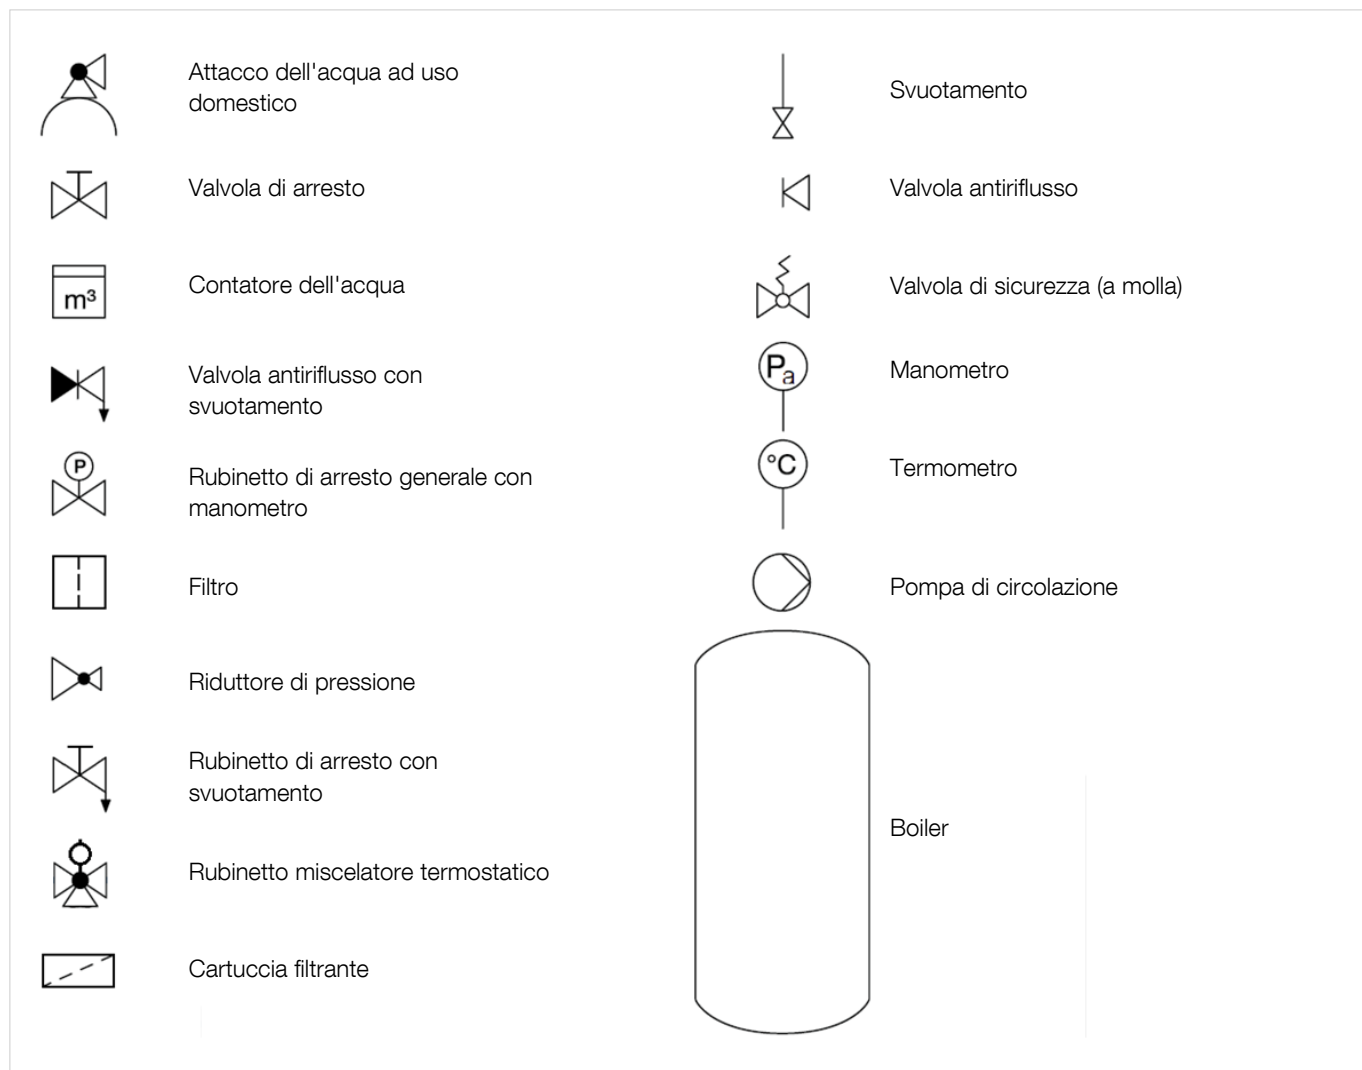 Attacco dell'acqua ad uso
domestico
Valvola di arresto
m³
Contatore dell'acqua
Valvola antiriflusso con
svuotamento
P
Rubinetto di arresto generale con
manometro
Filtro
Riduttore di pressione
Rubinetto di arresto con
svuotamento
Rubinetto miscelatore termostatico
Cartuccia filtrante
Svuotamento
Valvola antiriflusso
Valvola di sicurezza (a molla)
Pa
Manometro
°C
Termometro
Pompa di circolazione
Boiler